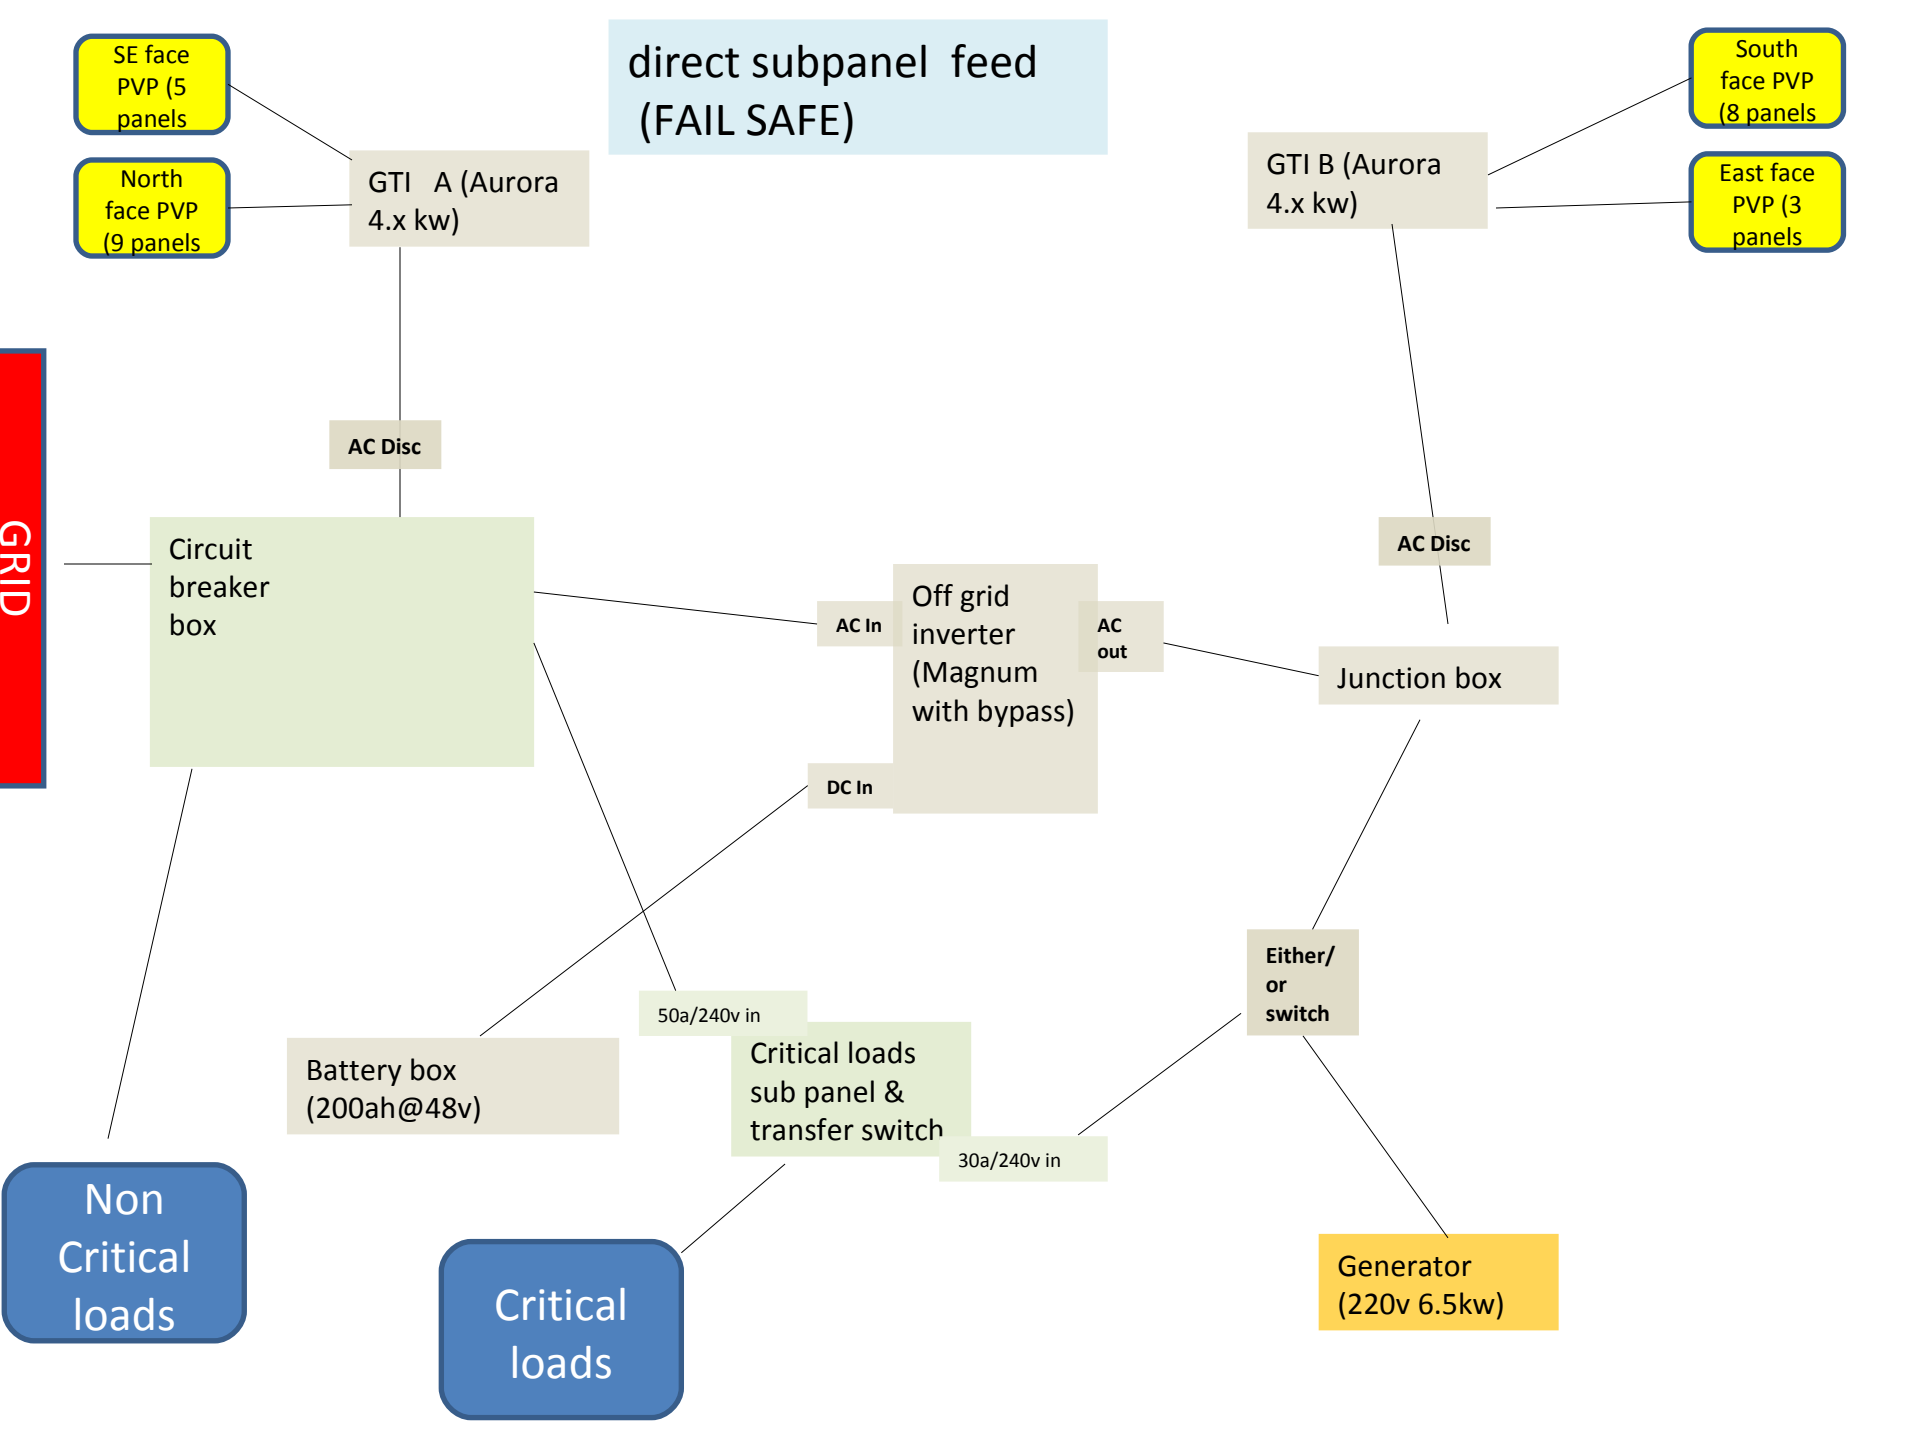 SE face
PVP (5
panels
North
face PVP
(9 panels
direct subpanel  feed
(FAIL SAFE)
GTI   A (Aurora
4.x kw)
GTI B (Aurora
4.x kw)
South
face PVP
(8 panels
East face
PVP (3
panels
GRID
AC Disc
AC Disc
Circuit
breaker
box
AC In
Off grid
inverter
(Magnum
with bypass)
AC
out
DC In
Junction box
Either/
or
switch
50a/240v in
Critical loads
sub panel &
transfer switch
30a/240v in
Battery box
(200ah@48v)
Non
Critical
loads
Critical
loads
Generator
(220v 6.5kw)